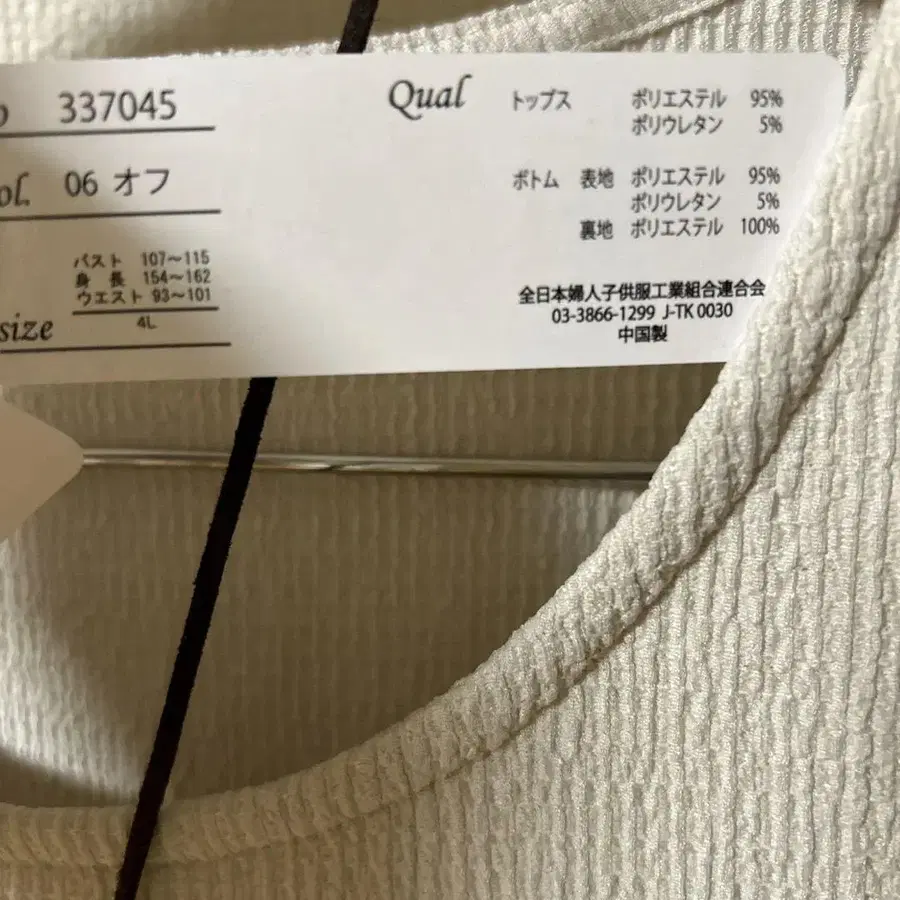 337045
06 オフ
バスト 107～115
身長 154～162
ウエスト 93～101
4L
size
Qual
トップス ポリエステル 95%
ポリウレタン 5%
ボトム 表地 ポリエステル 95%
ポリウレタン 5%
裏地 ポリエステル 100%
全日本婦人子供服工業組合連合会
03-3866-1299 J-TK 0030
中国製